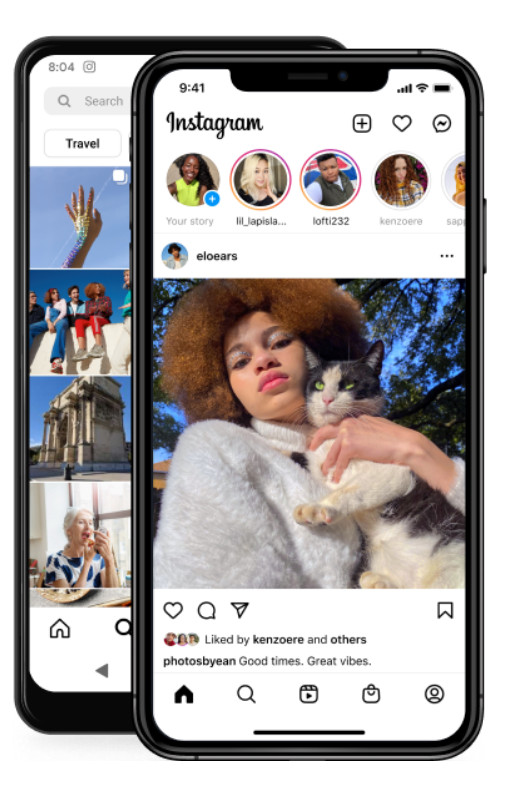 8:04
Search
Travel
9:41
Instagram
Your story
lil_lapisla...
lofti232
kenzoere
sapp
eloears
Liked by kenzoere and others
photosbyean Good times. Great vibes.